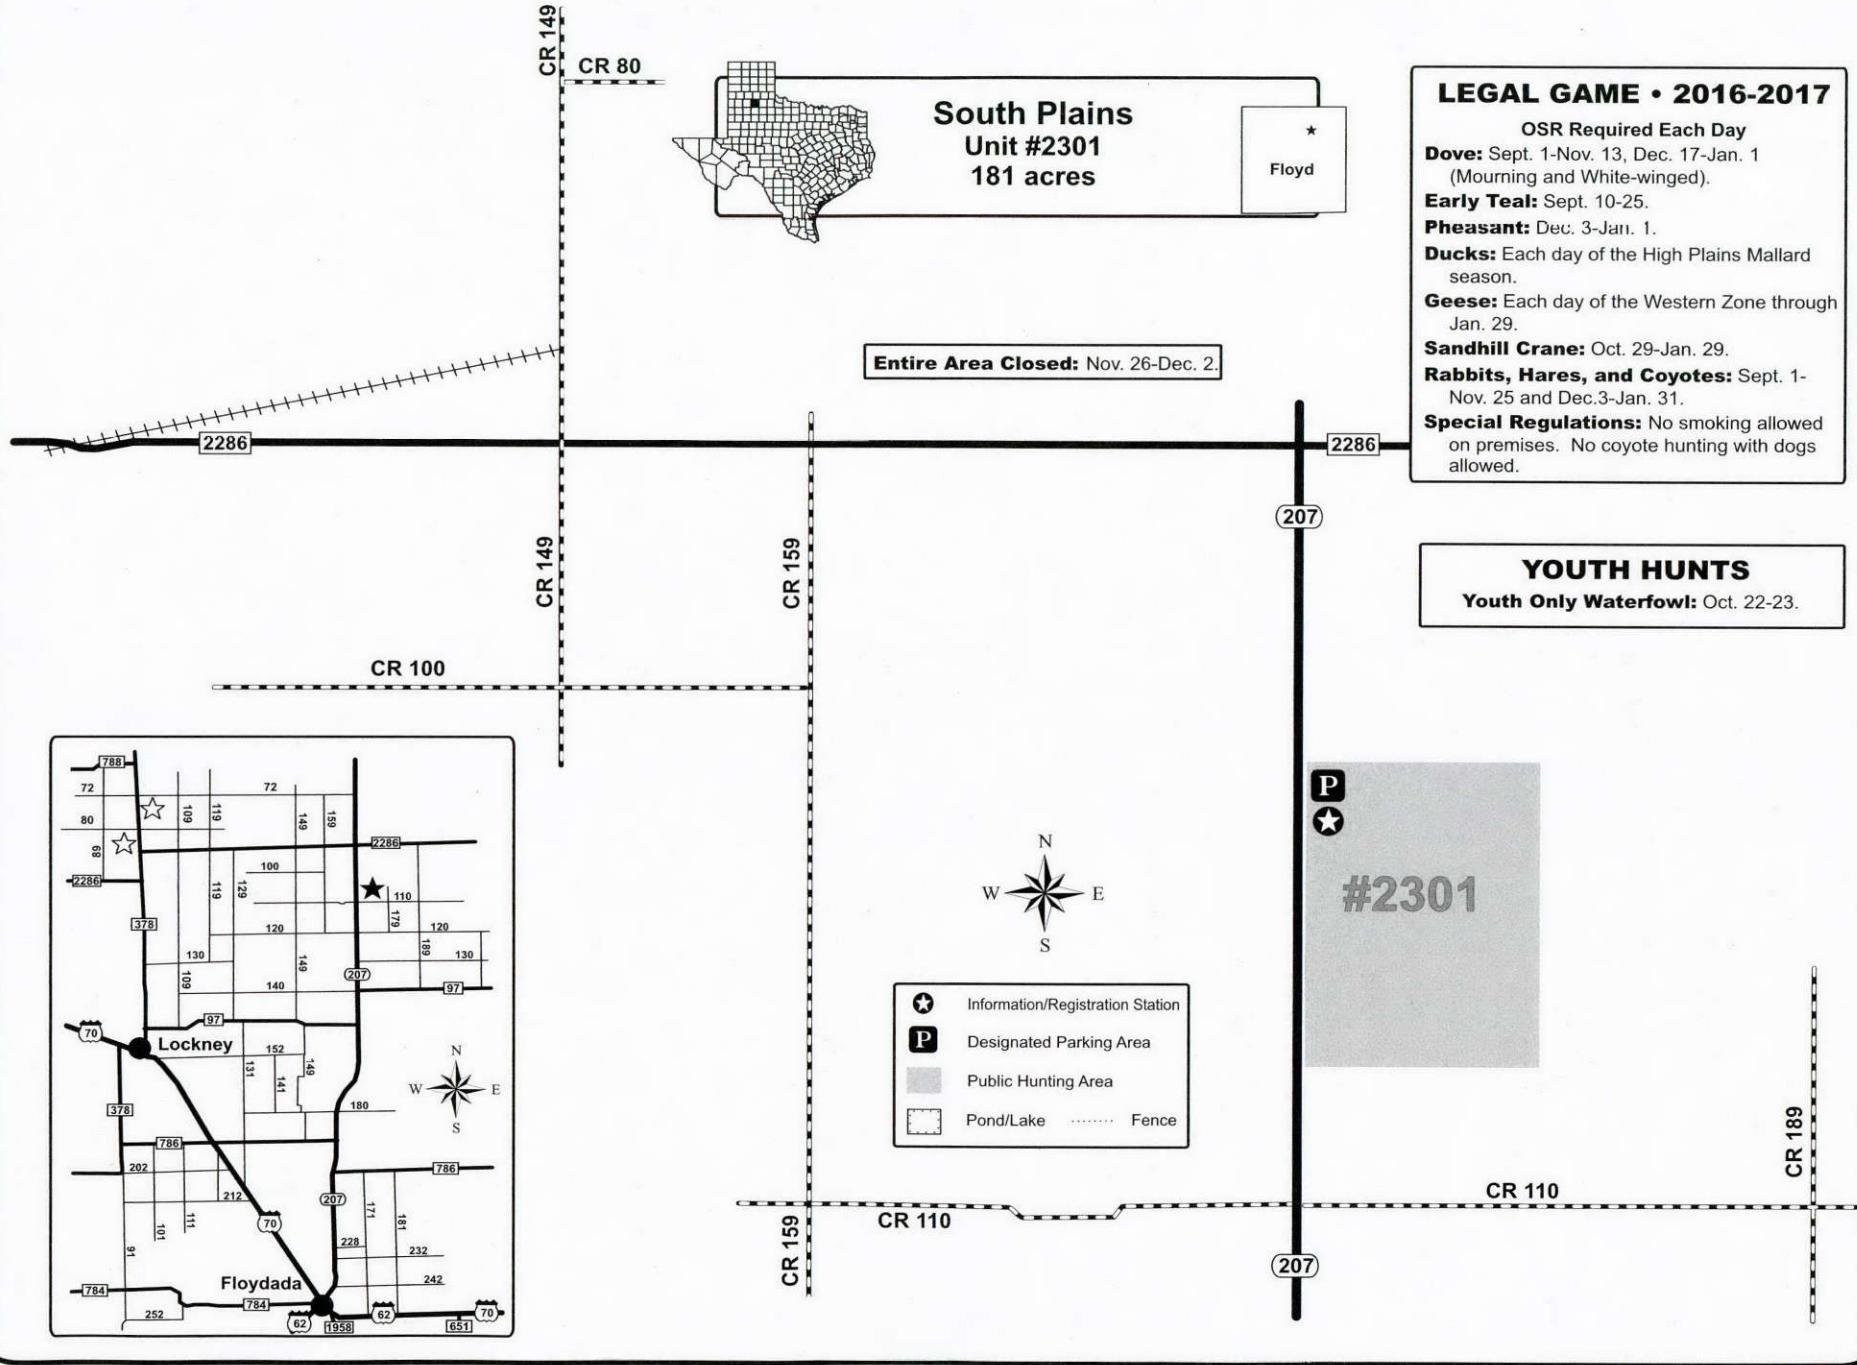 CR 149
CR 80
South Plains
Unit #2301
181 acres
Floyd
LEGAL GAME • 2016-2017
OSR Required Each Day
Dove: Sept. 1-Nov. 13, Dec. 17-Jan. 1
(Mourning and White-winged).
Early Teal: Sept. 10-25.
Pheasant: Dec. 3-Jan. 1.
Ducks: Each day of the High Plains Mallard
season.
Geese: Each day of the Western Zone through
Jan. 29.
Sandhill Crane: Oct. 29-Jan. 29.
Rabbits, Hares, and Coyotes: Sept. 1-
Nov. 25 and Dec.3-Jan. 31.
Special Regulations: No smoking allowed
on premises. No coyote hunting with dogs
allowed.
Entire Area Closed: Nov. 26-Dec. 2.
2286
2286
207
CR 149
CR 159
YOUTH HUNTS
Youth Only Waterfowl: Oct. 22-23.
CR 100
P
#2301
N
W
E
S
Information/Registration Station
P
Designated Parking Area
Public Hunting Area
Pond/Lake
Fence
CR 189
CR 110
CR 110
CR 159
207
788
72
72
109
119
149
159
80
68
2286
2286
100
119
129
110
179
378
120
120
189
130
130
149
109
207
140
97
97
70
Lockney
152
131
141
149
N
W
E
S
180
378
786
202
786
212
207
171
181
101
111
70
91
228
232
242
Floydada
784
784
252
62
1958
62
651
70